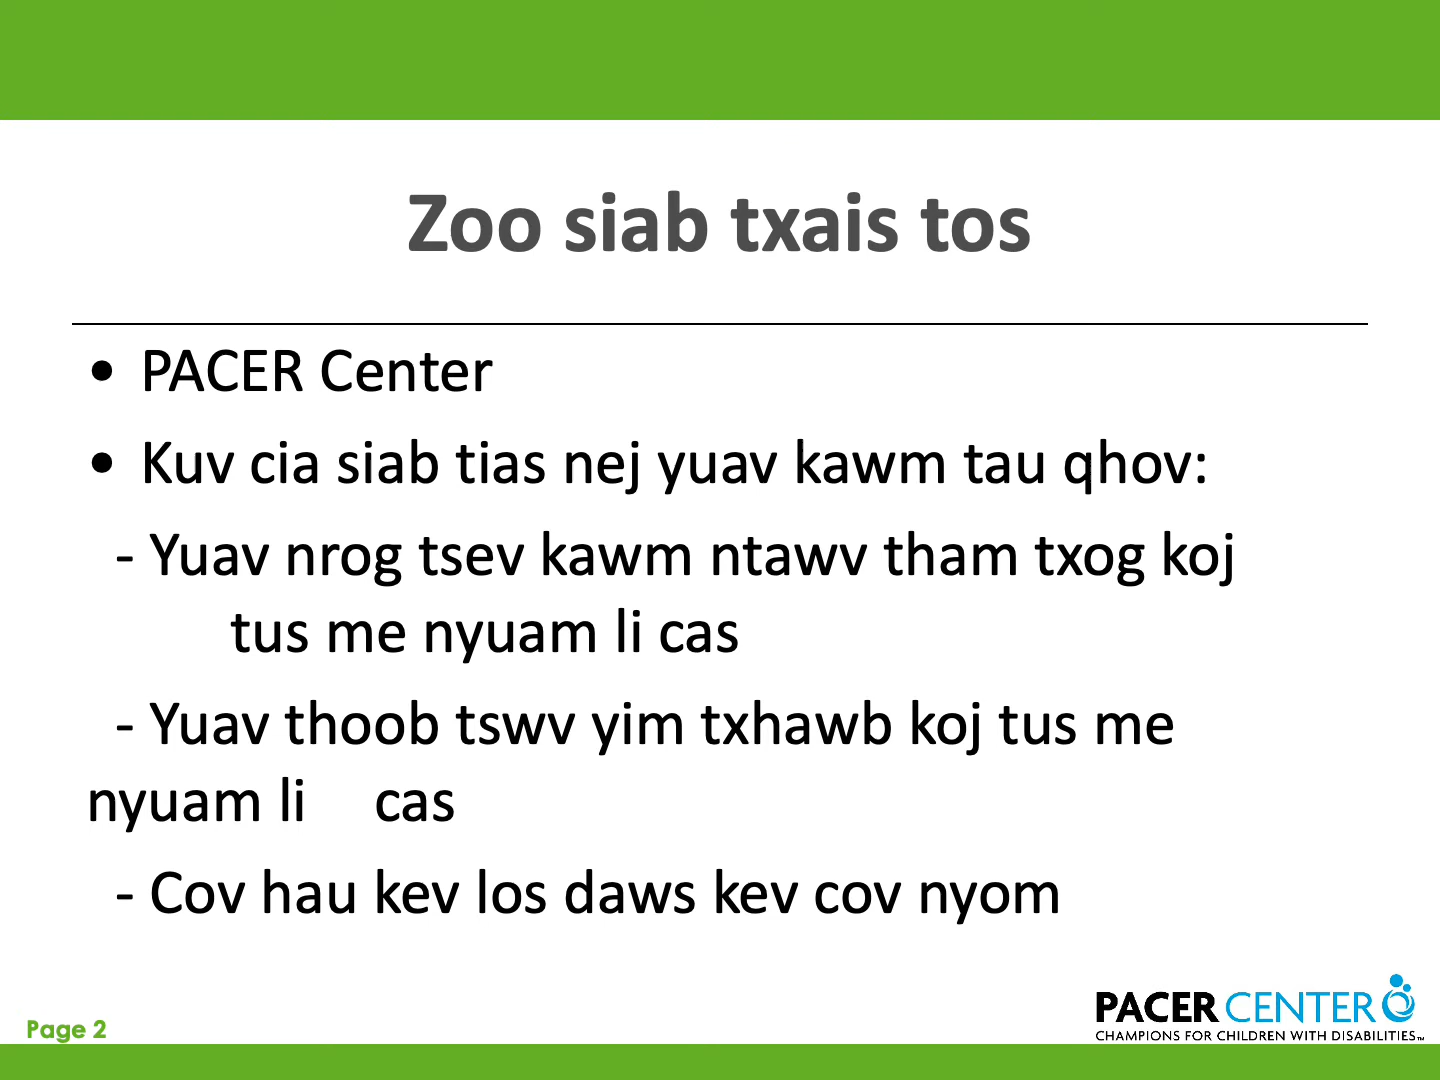 Zoo siab txais tos
• PACER Center
• Kuv cia siab tias nej yuav kawm tau qhov:
- Yuav nrog tsev kawm ntawv tham txog koj
tus me nyuam li cas
- Yuav thoob tswv yim txhawb koj tus me
nyuam li cas
- Cov hau kev los daws kev cov nyom
Page 2
PACER CENTER
CHAMPIONS FOR CHILDREN WITH DISABILITIES™